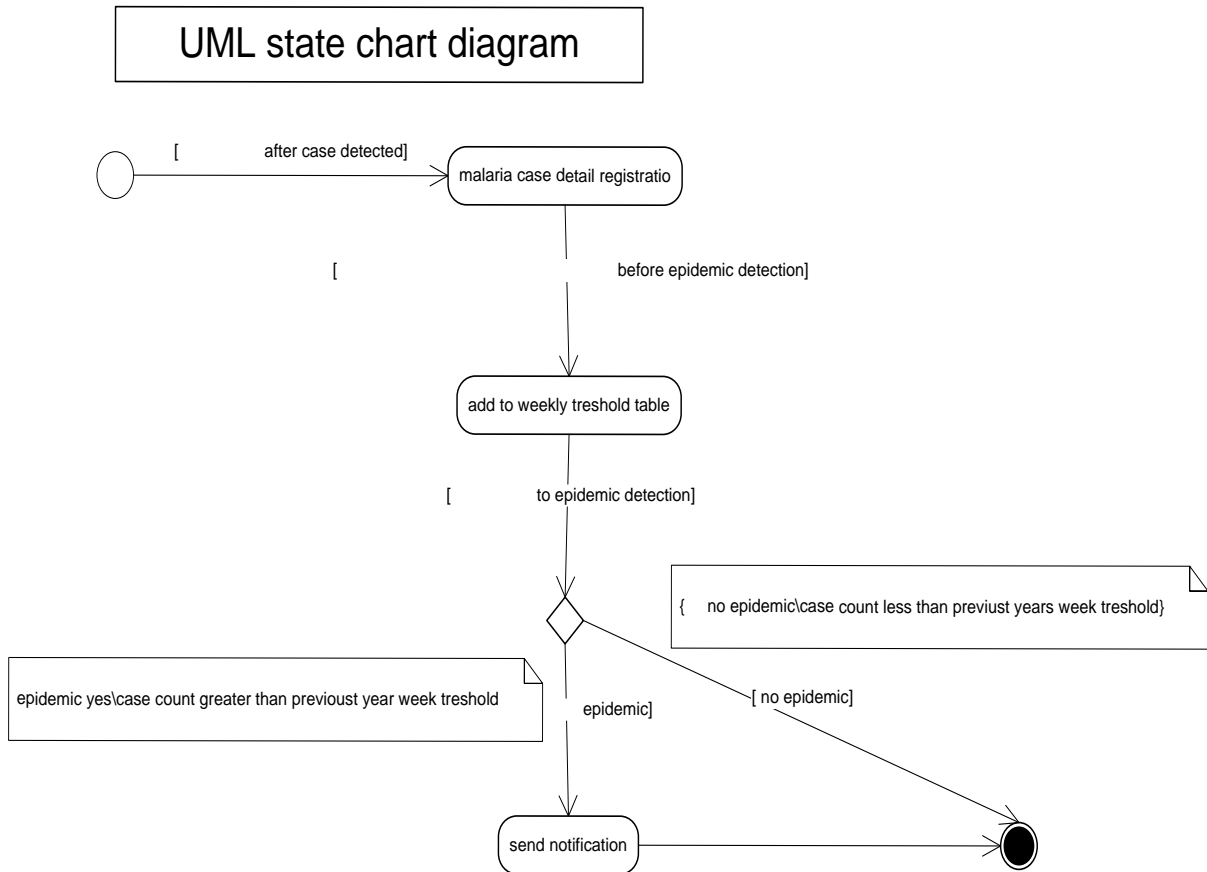 UML state chart diagram
[ after case detected]
malaria case detail registratio
[ before epidemic detection]
add to weekly treshold table
[ to epidemic detection]
{ no epidemic\case count less than previust years week treshold}
epidemic yes\case count greater than previoust year week treshold
[ no epidemic]
epidemic]
send notification